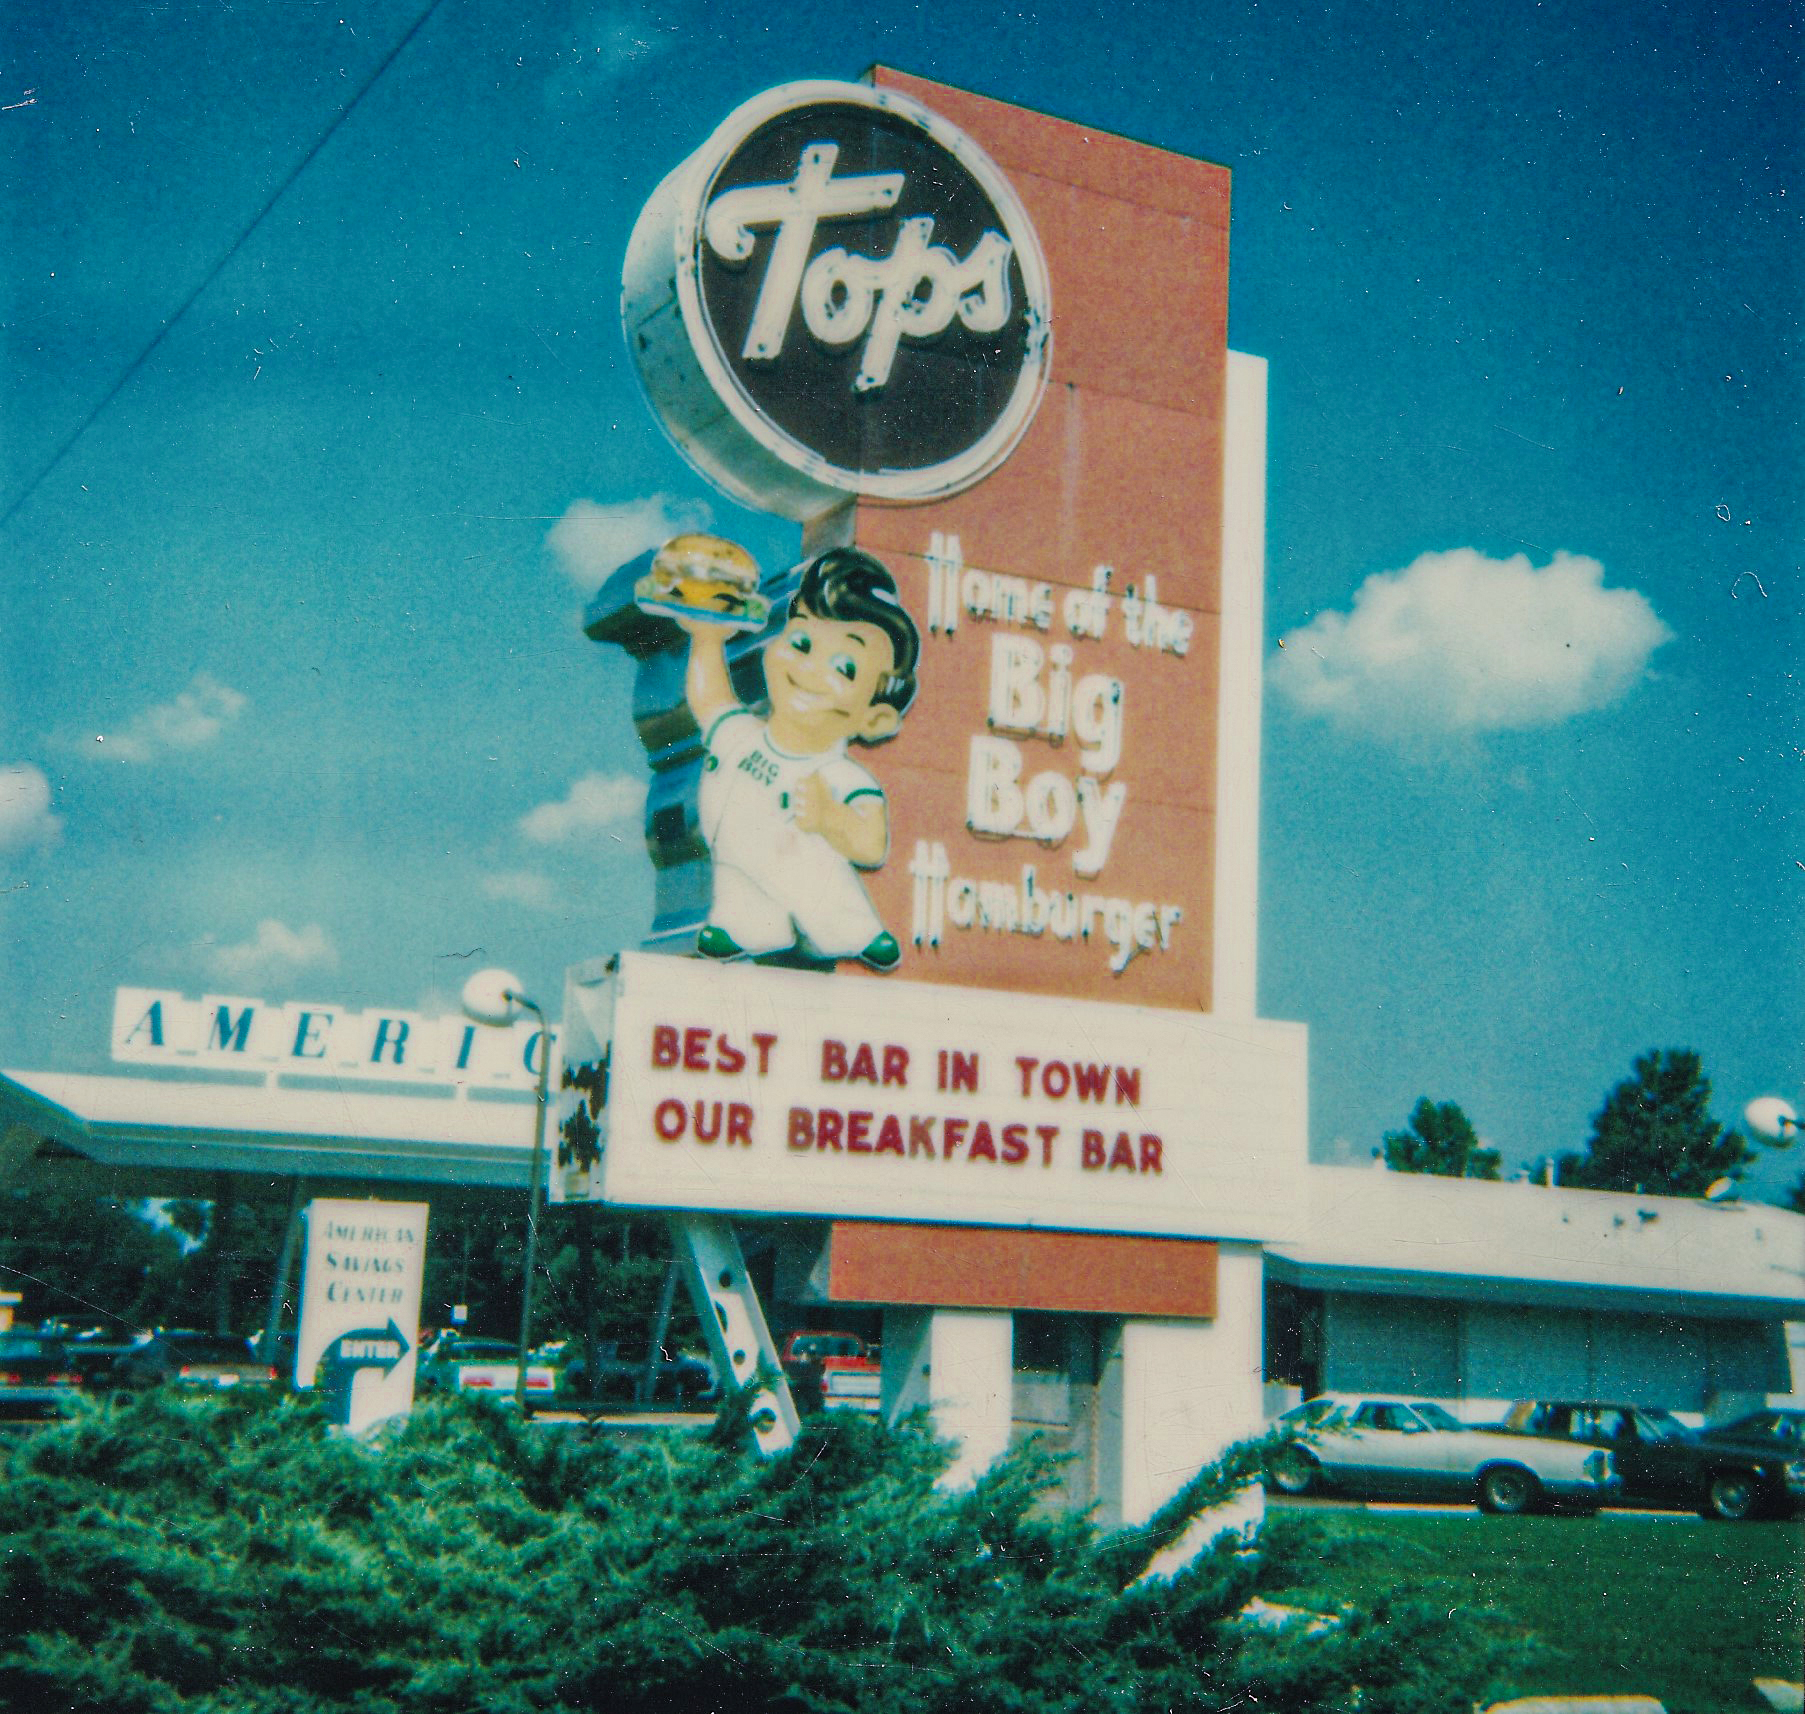 Tops
Home of the
Big
Boy
Hamburger
BIG
BOY
BEST BAR IN TOWN
OUR BREAKFAST BAR
AMERIC
AMERICAN
SAVINGS
CENTER
ENTER